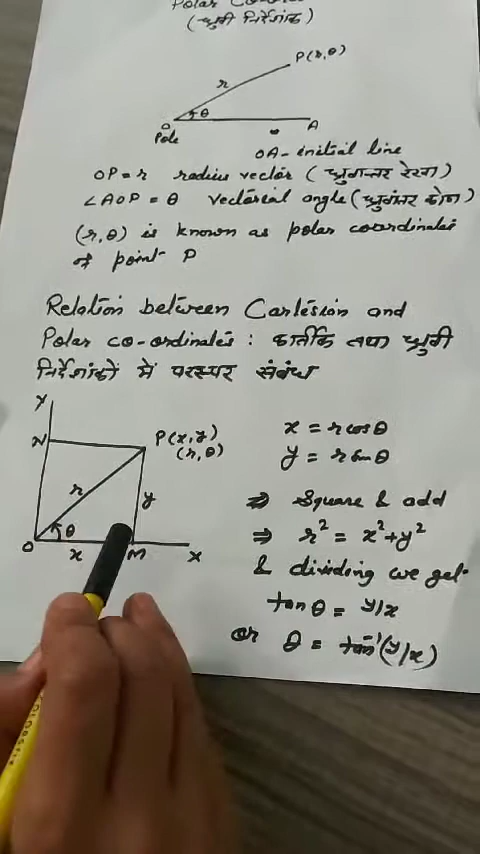 Polar
(ध्रुवी निर्देशांक)
P(r,θ)
r
θ
O
Pole
A
OA - initial line
OP = r radius vector (ध्रुवान्तर रेखा)
∠AOP = θ vectorial angle (ध्रुवांतर कोण)
(r,θ) is known as polar coordinates
of point P
Relation between Cartesian and
Polar co-ordinates : कार्तीक तथा ध्रुवी
निर्देशांकों में परस्पर संबंध
Y
N
P(x,y)
(r,θ)
r
y
θ
O
x
M
X
x = r cos θ
y = r sin θ
⇒ Square & add
⇒ r² = x²+y²
& dividing we get
tan θ = y/x
or θ = tan⁻¹(y/x)